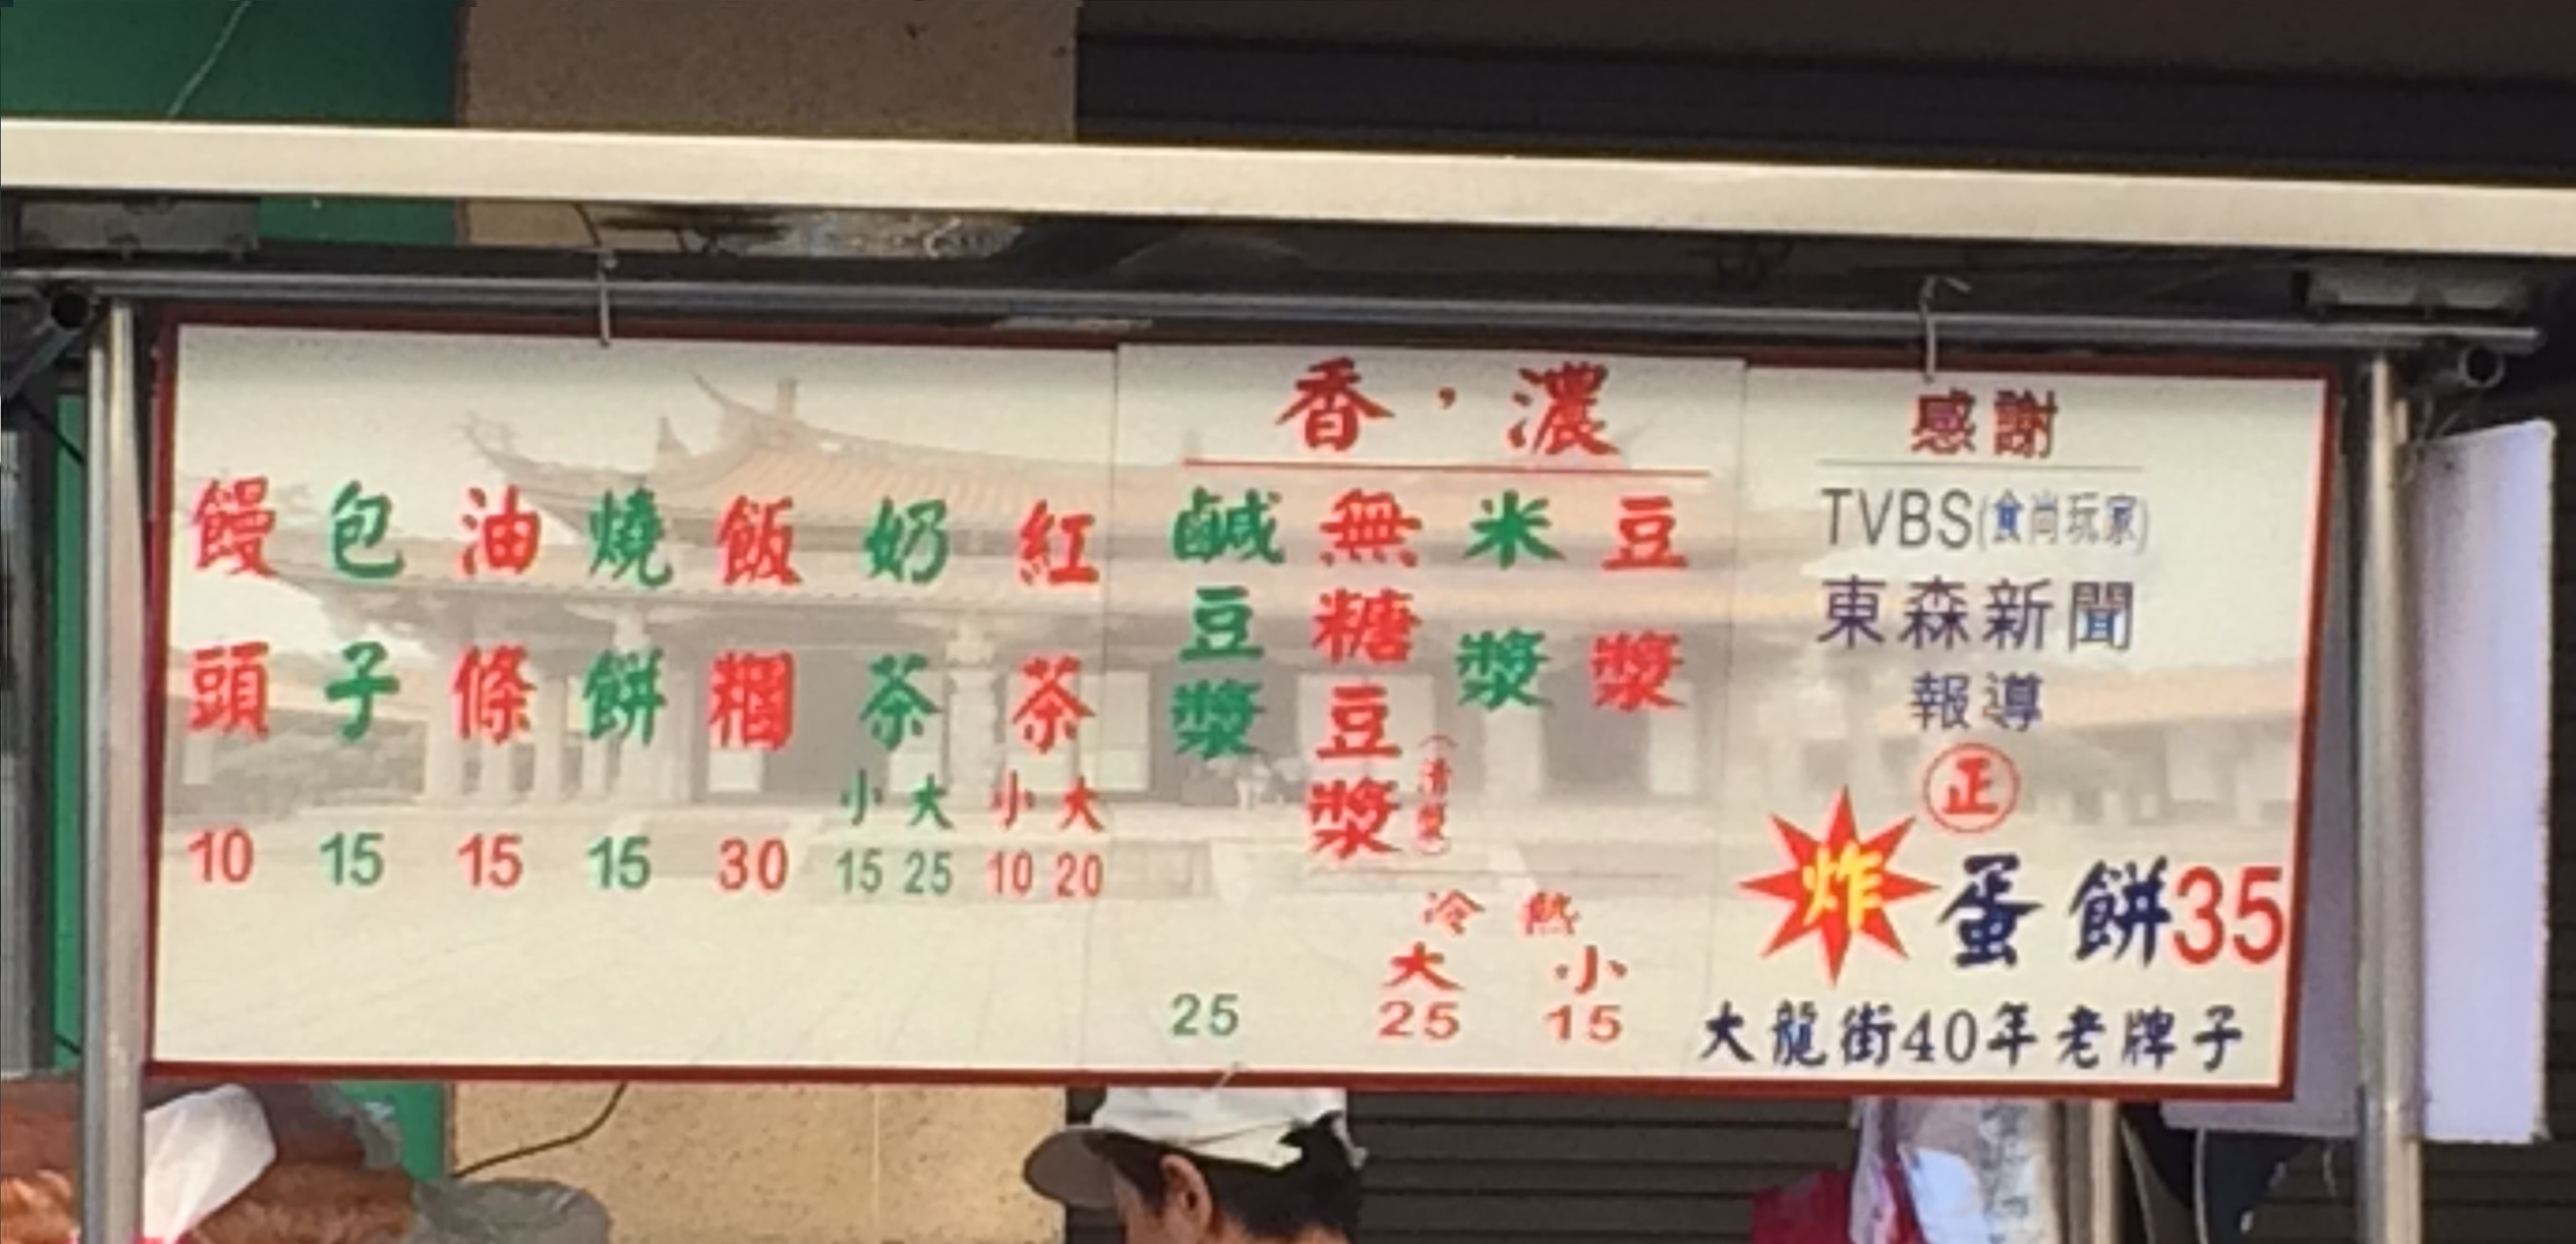 香，濃
豆漿
米漿
無糖豆漿
(清漿)
鹹豆漿
冷 熱
大 小
25 15
25
紅茶
小 大
10 20
奶茶
小 大
15 25
飯糰
30
燒餅
15
油條
15
包子
15
饅頭
10
感謝
TVBS(食尚玩家)
東森新聞
報導
正
炸蛋餅35
大龍街40年老牌子